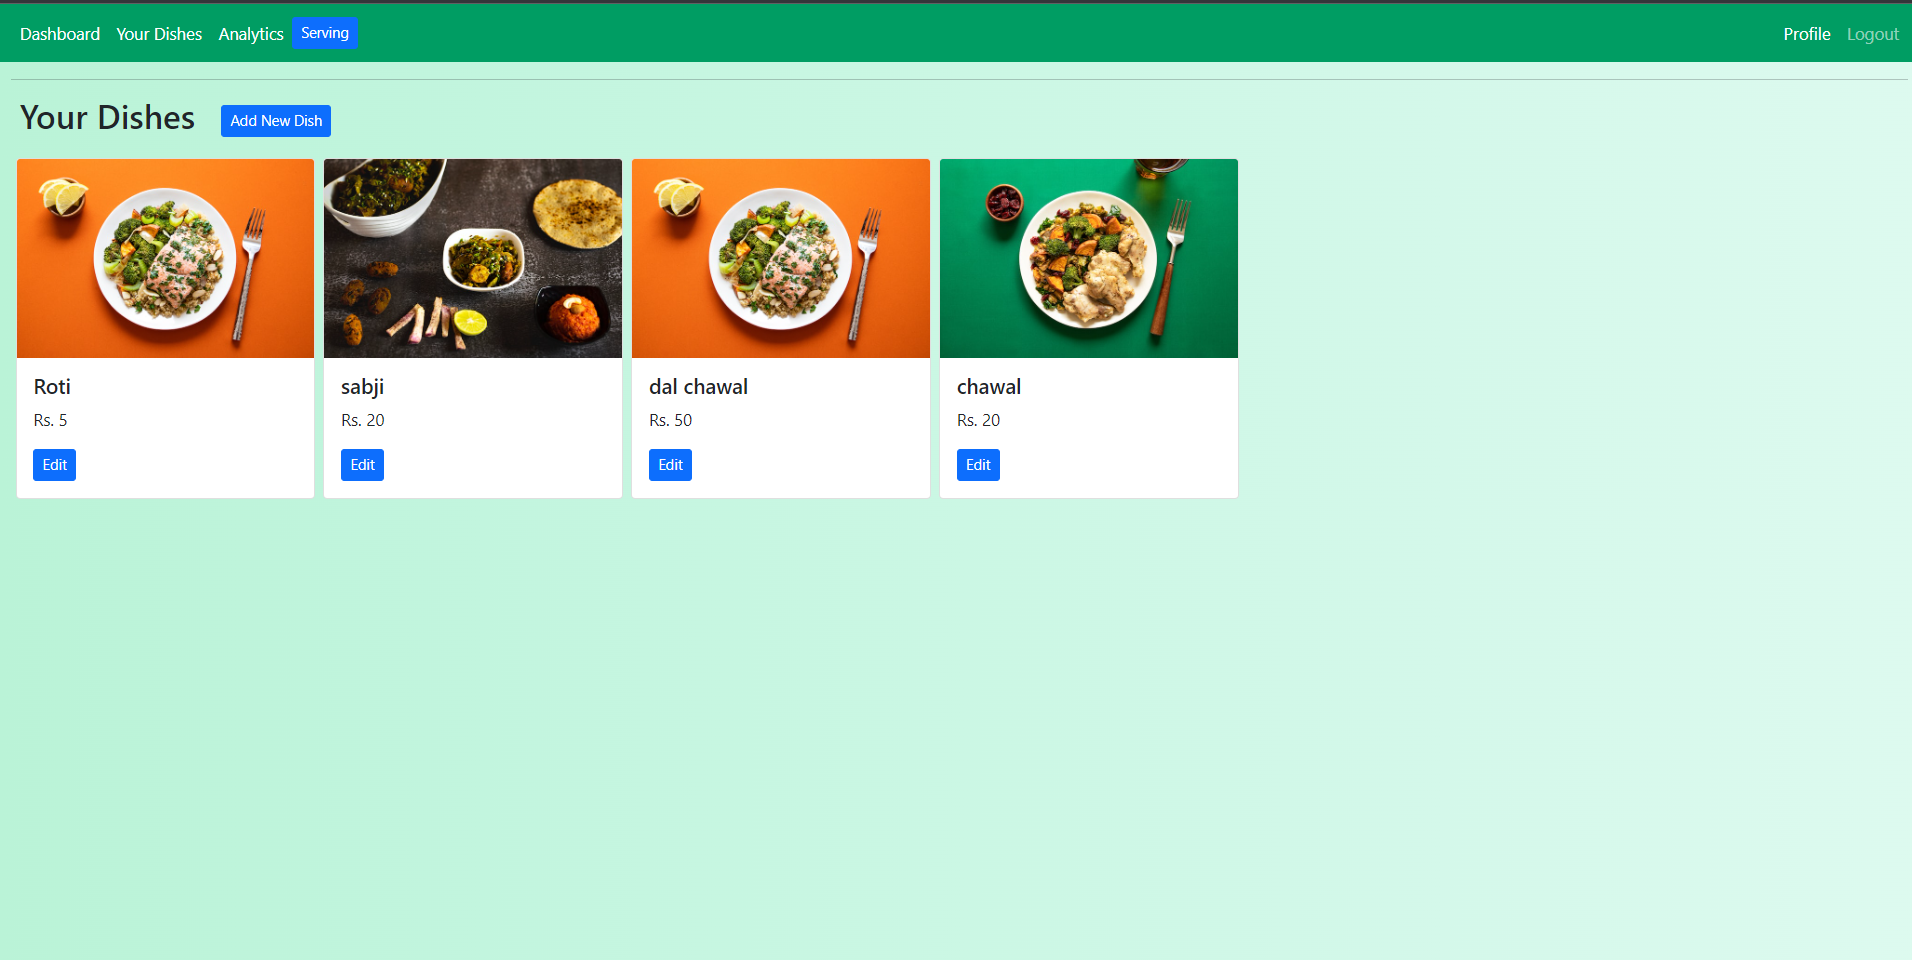 Dashboard Your Dishes Analytics Serving Profile Logout
Your Dishes Add New Dish
Roti
Rs. 5
Edit
sabji
Rs. 20
Edit
dal chawal
Rs. 50
Edit
chawal
Rs. 20
Edit